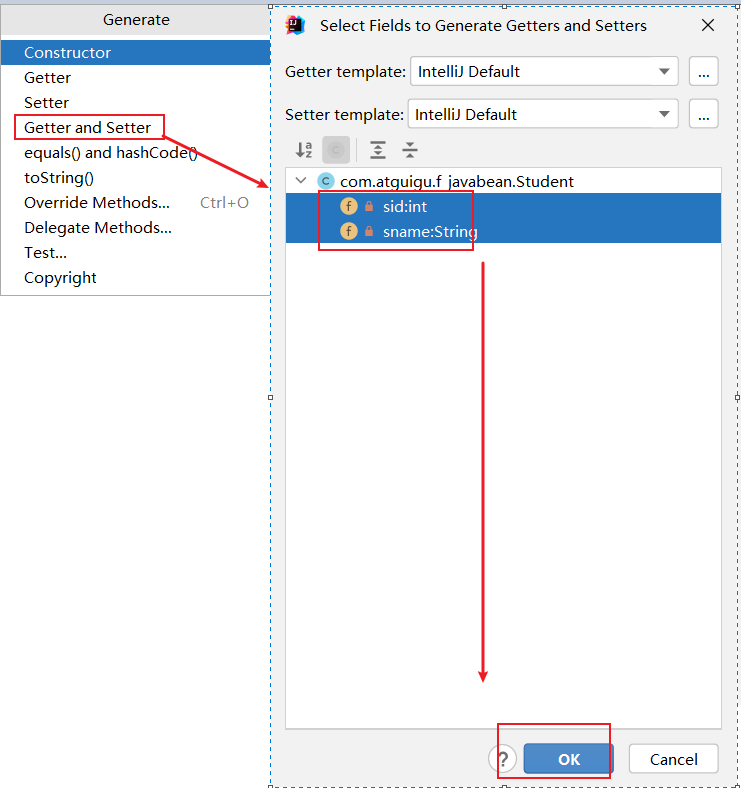 Generate
Constructor
Getter
Setter
Getter and Setter
equals() and hashCode()
toString()
Override Methods... Ctrl+O
Delegate Methods...
Test...
Copyright
Select Fields to Generate Getters and Setters
Getter template: IntelliJ Default ...
Setter template: IntelliJ Default ...
com.atguigu.f_javabean.Student
sid:int
sname:String
? OK Cancel